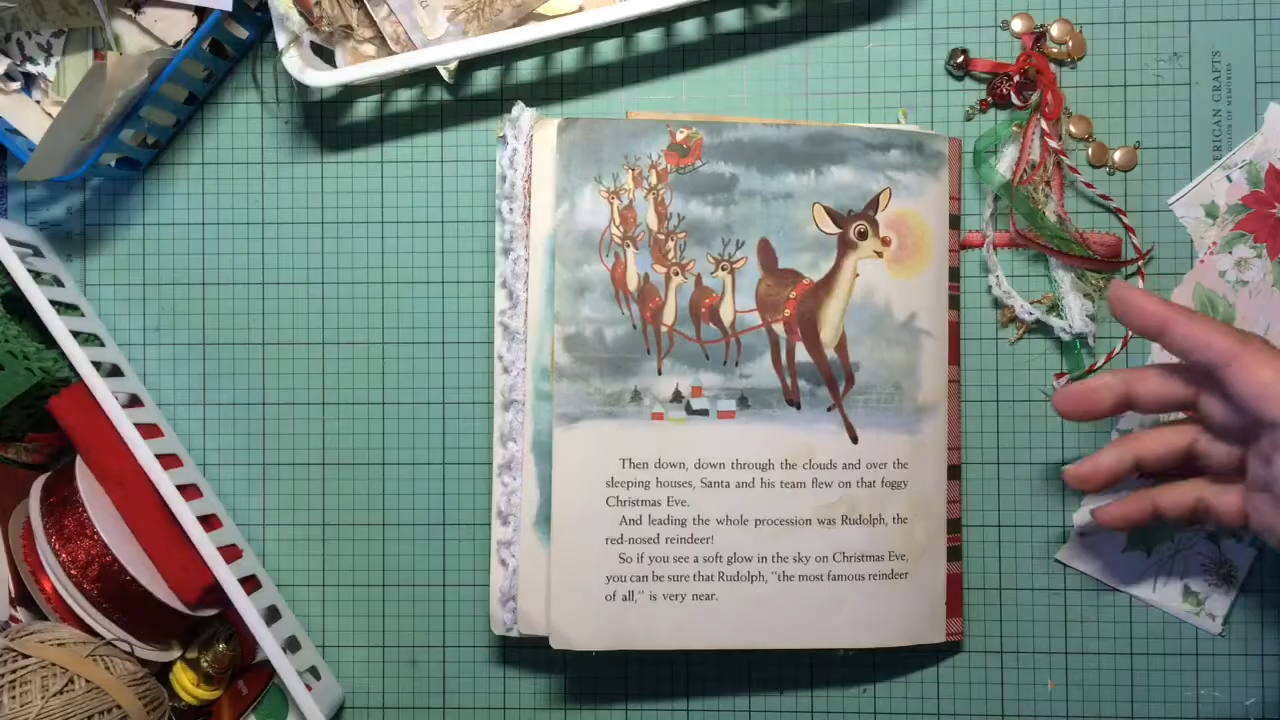 ERICAN CRAFTS
COLOR OF MEMORIES
Then down, down through the clouds and over the
sleeping houses, Santa and his team flew on that foggy
Christmas Eve.
And leading the whole procession was Rudolph, the
red-nosed reindeer!
So if you see a soft glow in the sky on Christmas Eve,
you can be sure that Rudolph, "the most famous reindeer
of all," is very near.